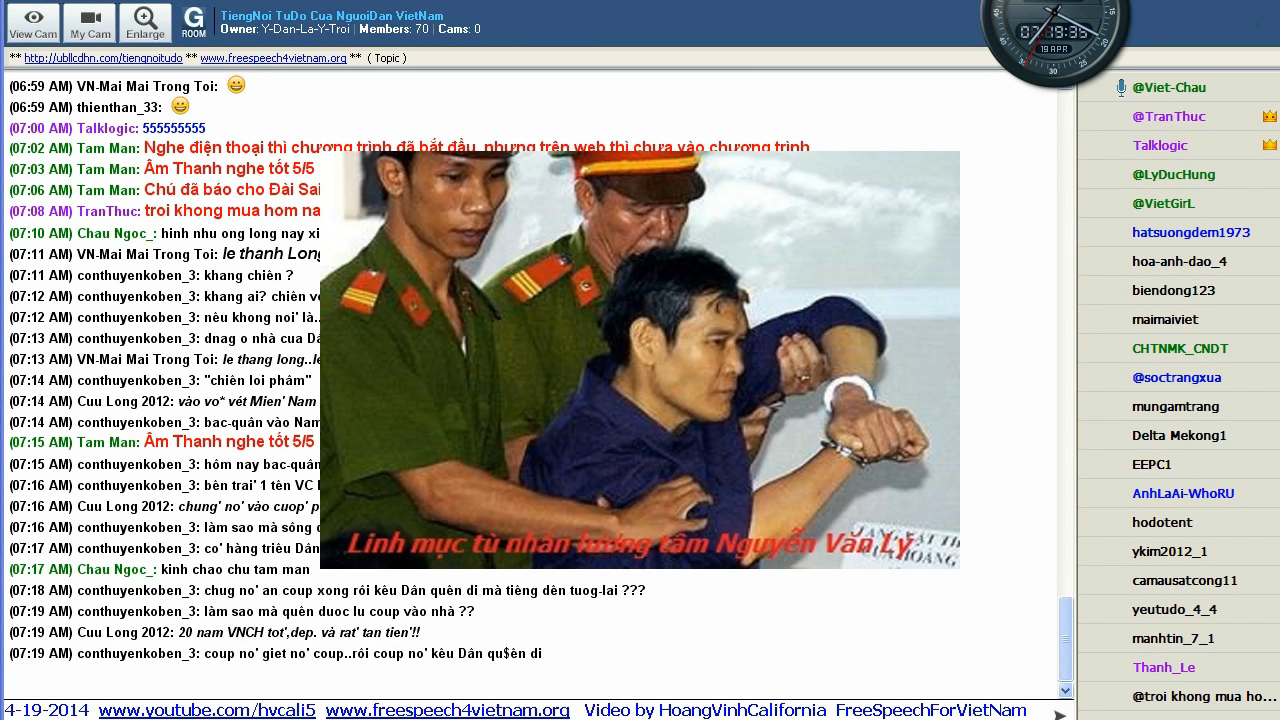 View Cam
My Cam
Enlarge
G
ROOM
TiengNoi TuDo Cua NguoiDan VietNam
Owner: Y-Dan-La-Y-Troi | Members: 70 | Cams: 0
07:19:35
19 APR
** http://ubllcdhn.com/tiengnoitudo ** www.freespeech4vietnam.org ** ( Topic )
(06:59 AM) VN-Mai Mai Trong Toi:
(06:59 AM) thienthan_33:
(07:00 AM) Talklogic: 555555555
(07:02 AM) Tam Man: Nghe điện thoại thì chương trình đã bắt đầu, nhưng trên web thì chưa vào chương trình
(07:03 AM) Tam Man: Âm Thanh nghe tốt 5/5
(07:06 AM) Tam Man: Chú đã báo cho Đài Sai
(07:08 AM) TranThuc: troi khong mua hom na
(07:10 AM) Chau Ngoc_: hinh nhu ong long nay xi
(07:11 AM) VN-Mai Mai Trong Toi: le thanh Long
(07:11 AM) conthuyenkoben_3: khang chiên ?
(07:12 AM) conthuyenkoben_3: khang ai? chiên v
(07:12 AM) conthuyenkoben_3: nêu khong noi' là..
(07:13 AM) conthuyenkoben_3: dnag o nhà cua Dâ
(07:13 AM) VN-Mai Mai Trong Toi: le thang long..le
(07:14 AM) conthuyenkoben_3: "chiên loi phâm"
(07:14 AM) Cuu Long 2012: vào vo* vét Mien' Nam
(07:14 AM) conthuyenkoben_3: bac-quân vào Nam
(07:15 AM) Tam Man: Âm Thanh nghe tốt 5/5
(07:15 AM) conthuyenkoben_3: hôm nay bac-quân
(07:16 AM) conthuyenkoben_3: bên trai' 1 tên VC
(07:16 AM) Cuu Long 2012: chung' no' vào cuop' p
(07:16 AM) conthuyenkoben_3: làm sao mà sông
(07:17 AM) conthuyenkoben_3: co' hàng triêu Dân
(07:17 AM) Chau Ngoc_: kinh chao chu tam man
(07:18 AM) conthuyenkoben_3: chug no' an coup xong rôi kêu Dân quên di mà tiêng dên tuog-lai ???
(07:19 AM) conthuyenkoben_3: làm sao mà quên duoc lu coup vào nhà ??
(07:19 AM) Cuu Long 2012: 20 nam VNCH tot',dep. và rat' tan tien'!!
(07:19 AM) conthuyenkoben_3: coup no' giet no' coup..rôi coup no' kêu Dân qu$ên di
Linh mục tù nhân lương tâm Nguyễn Văn Lý
@Viet-Chau
@TranThuc
Talklogic
@LyDucHung
@VietGirL
hatsuongdem1973
hoa-anh-dao_4
biendong123
maimaiviet
CHTNMK_CNDT
@soctrangxua
mungamtrang
Delta Mekong1
EEPC1
AnhLaAi-WhoRU
hodotent
ykim2012_1
camausatcong11
yeutudo_4_4
manhtin_7_1
Thanh_Le
@troi khong mua ho...
4-19-2014 www.youtube.com/hvcali5 www.freespeech4vietnam.org Video by HoangVinhCalifornia FreeSpeechForVietNam